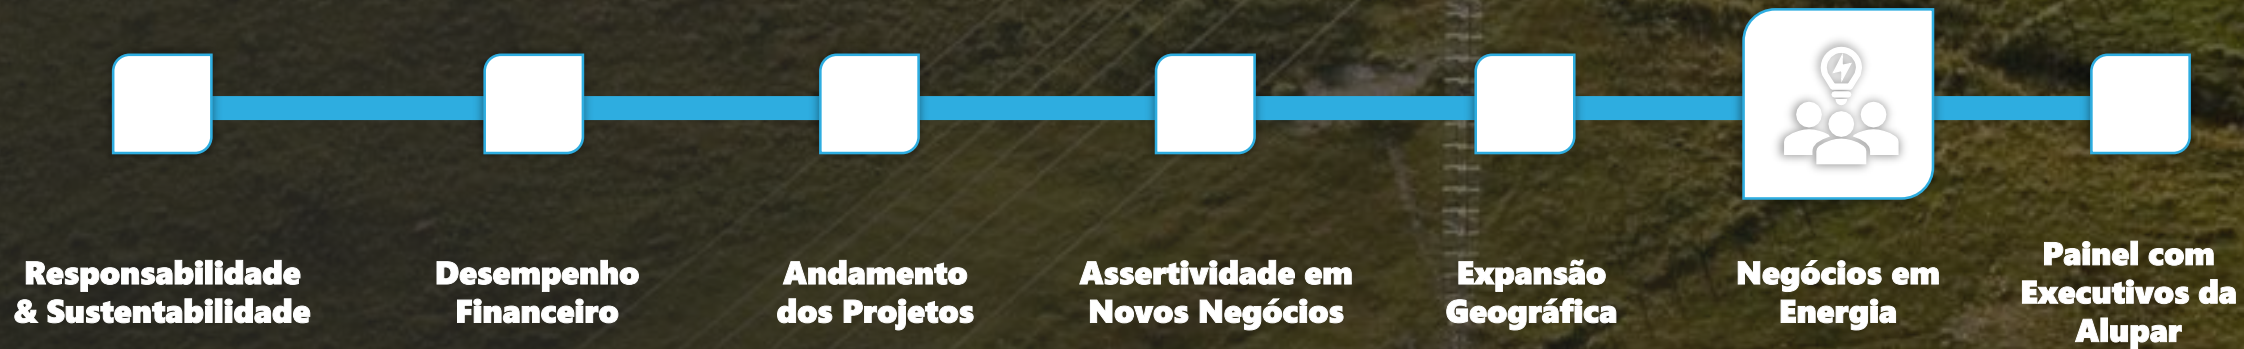 Responsabilidade
& Sustentabilidade
Desempenho
Financeiro
Andamento
dos Projetos
Assertividade em
Novos Negócios
Expansão
Geográfica
Negócios em
Energia
Painel com
Executivos da
Alupar